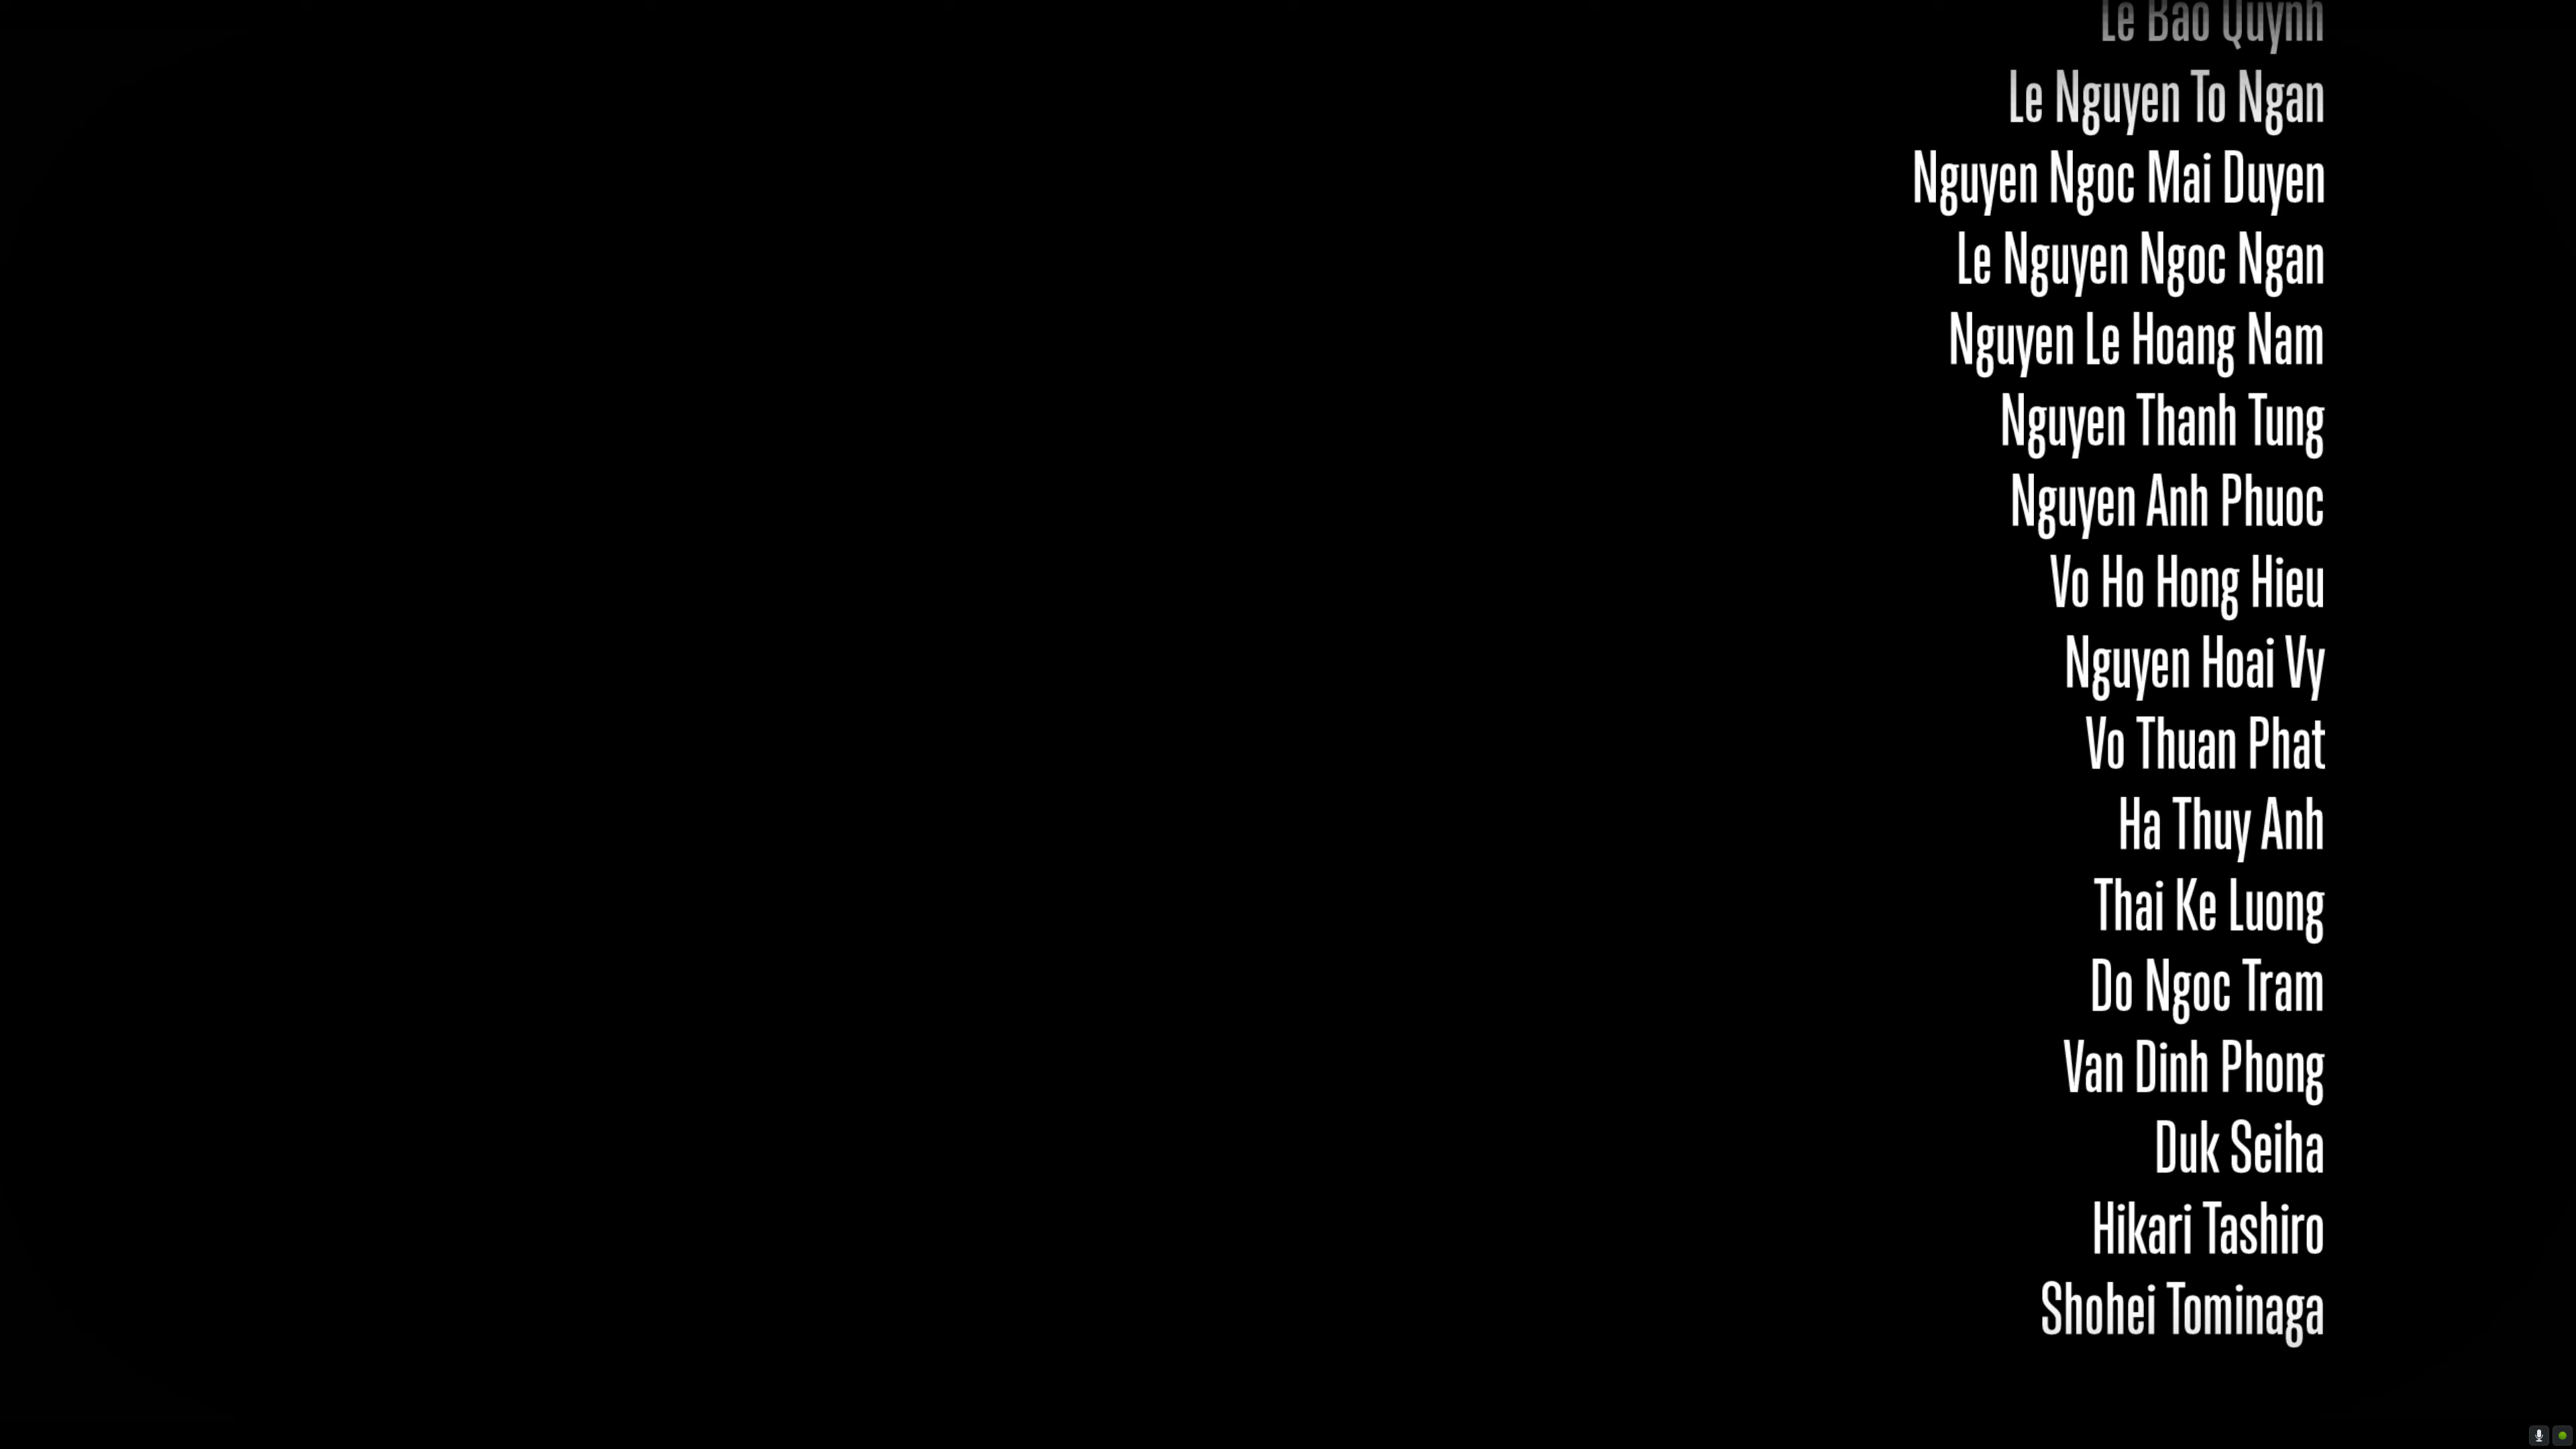 Le Bao Quynh
Le Nguyen To Ngan
Nguyen Ngoc Mai Duyen
Le Nguyen Ngoc Ngan
Nguyen Le Hoang Nam
Nguyen Thanh Tung
Nguyen Anh Phuoc
Vo Ho Hong Hieu
Nguyen Hoai Vy
Vo Thuan Phat
Ha Thuy Anh
Thai Ke Luong
Do Ngoc Tram
Van Dinh Phong
Duk Seiha
Hikari Tashiro
Shohei Tominaga